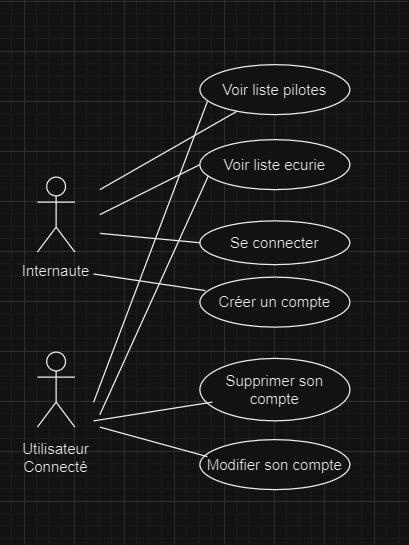 Voir liste pilotes
Voir liste ecurie
Se connecter
Internaute
Créer un compte
Supprimer son
compte
Utilisateur
Connecté
Modifier son compte